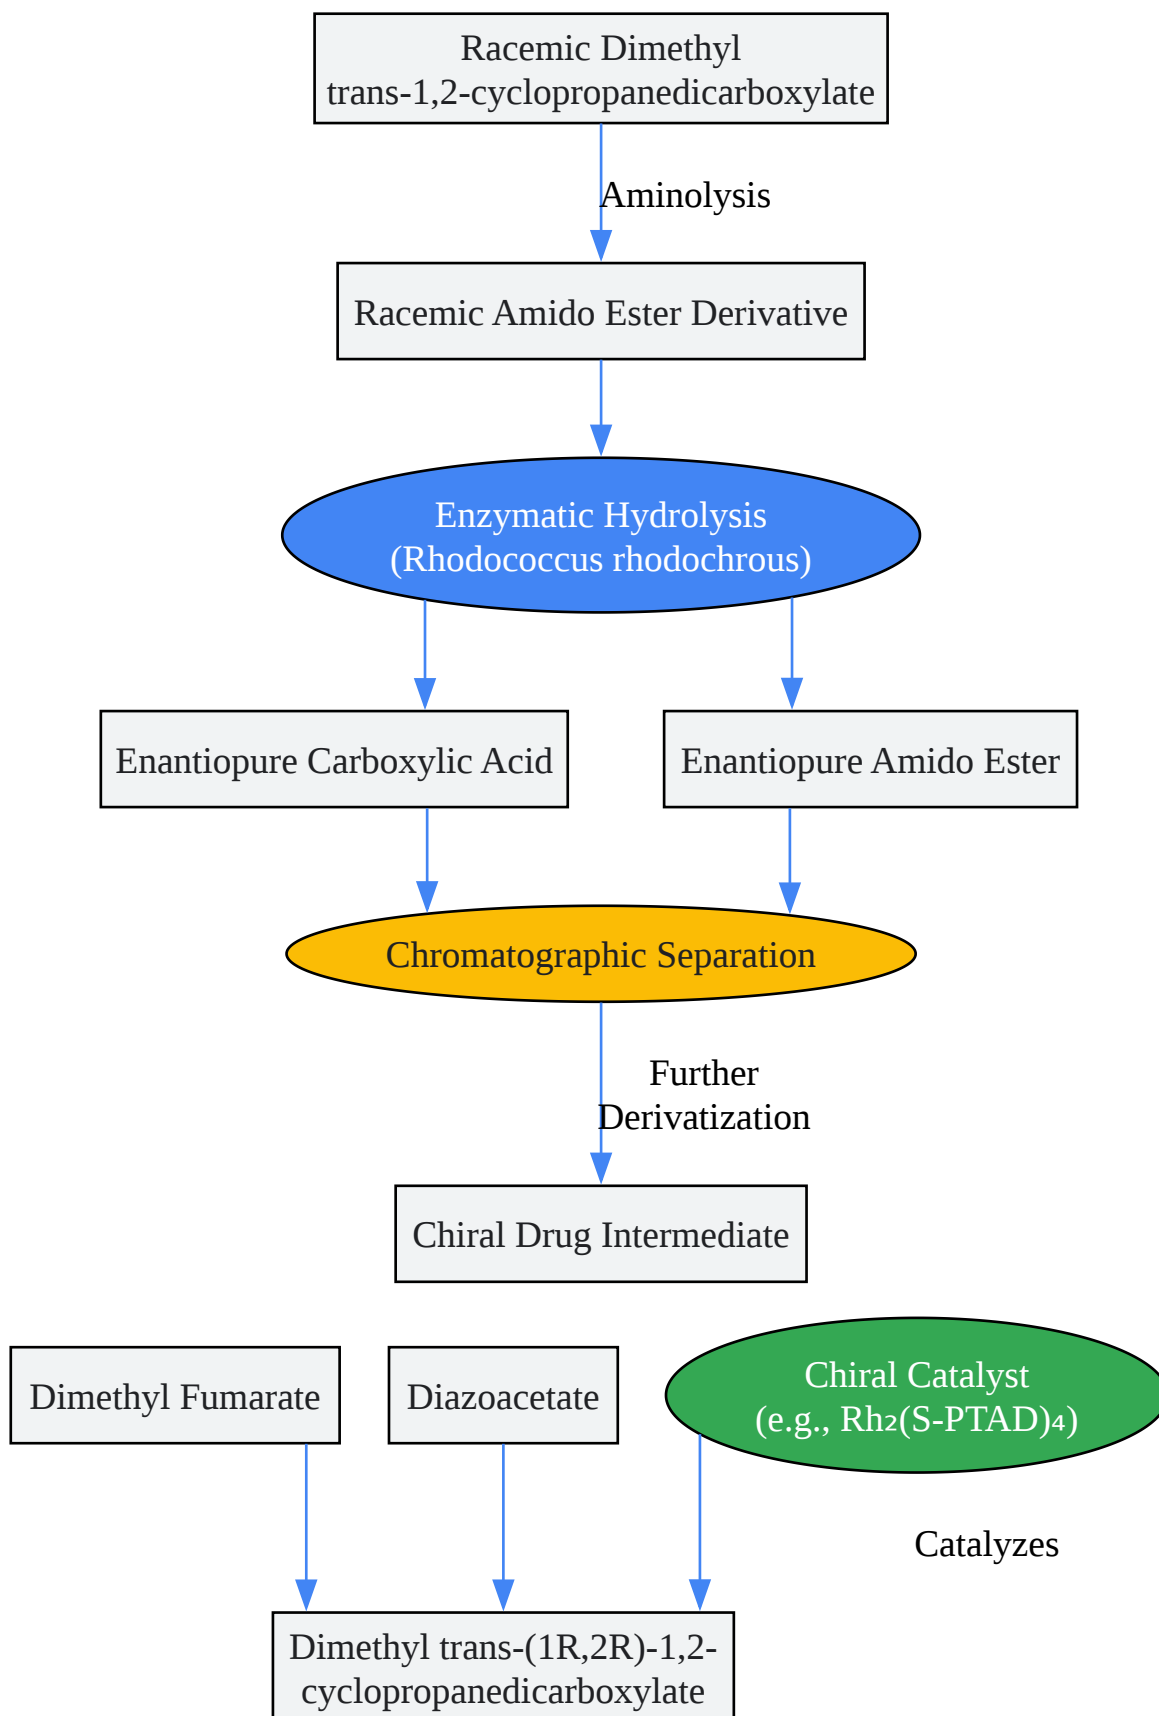 Racemic Dimethyl
trans-1,2-cyclopropanedicarboxylate
Aminolysis
Racemic Amido Ester Derivative
Enzymatic Hydrolysis
(Rhodococcus rhodochrous)
Enantiopure Carboxylic Acid
Enantiopure Amido Ester
Chromatographic Separation
Further
Derivatization
Chiral Drug Intermediate
Dimethyl Fumarate
Diazoacetate
Chiral Catalyst
(e.g., Rh₂(S-PTAD)₄)
Catalyzes
Dimethyl trans-(1R,2R)-1,2-
cyclopropanedicarboxylate